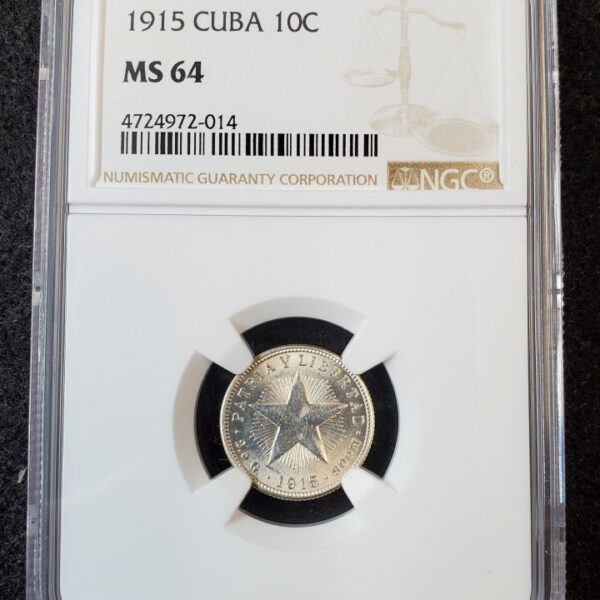 1915 CUBA 10C
MS 64
4724972-014
NUMISMATIC GUARANTY CORPORATION
NGC®
PATRIA Y LIBERTAD
1915